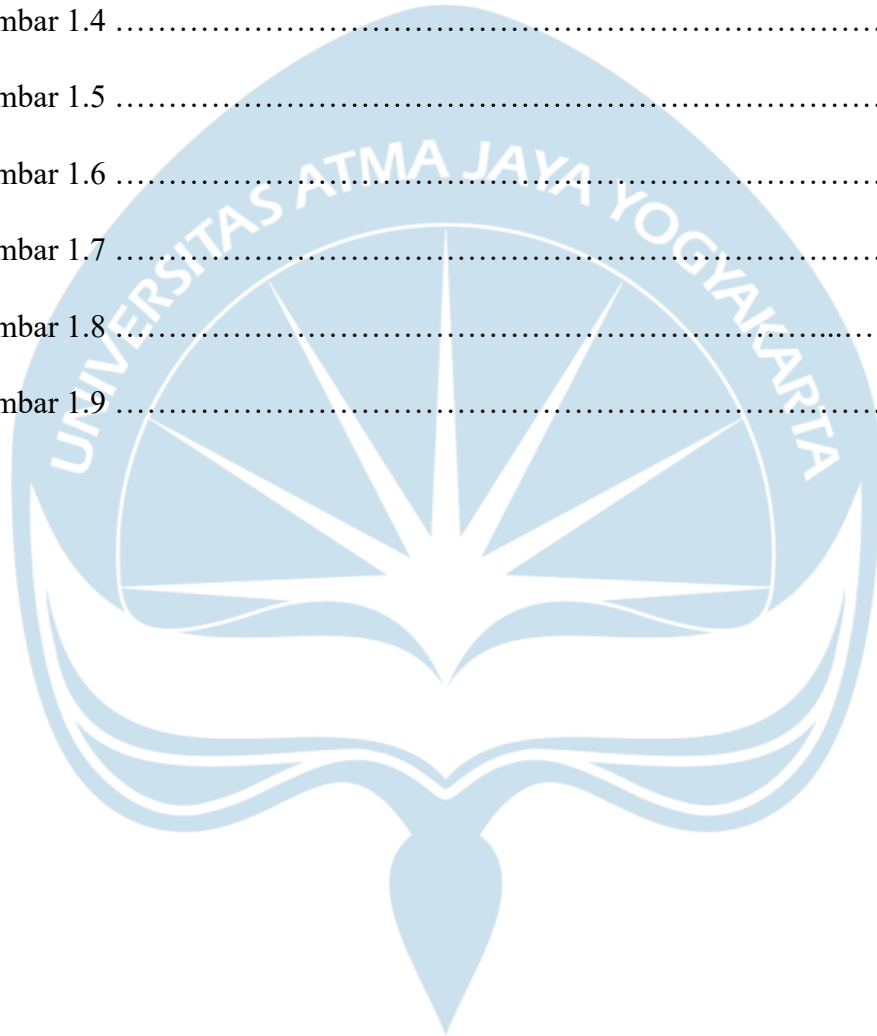 mbar 1.4 ……………………………………………………………………
mbar 1.5 ……………………………………………………………………
mbar 1.6 ……………………………………………………………………
mbar 1.7 ……………………………………………………………………
mbar 1.8 ………………………………………………………………...…
mbar 1.9 ……………………………………………………………………
UNIVERSITAS ATMA JAYA YOGYAKARTA